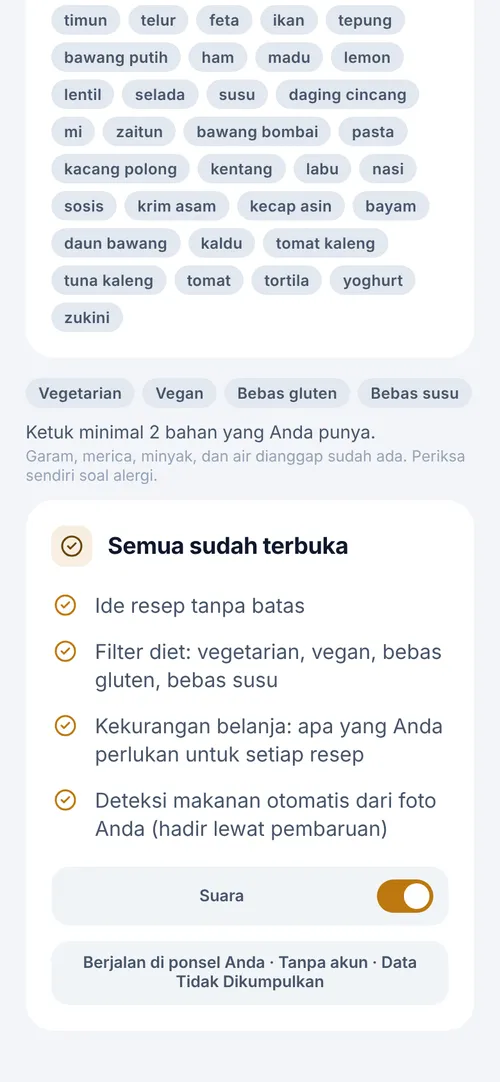 timun telur feta ikan tepung
bawang putih ham madu lemon
lentil selada susu daging cincang
mi zaitun bawang bombai pasta
kacang polong kentang labu nasi
sosis krim asam kecap asin bayam
daun bawang kaldu tomat kaleng
tuna kaleng tomat tortila yoghurt
zukini
Vegetarian Vegan Bebas gluten Bebas susu
Ketuk minimal 2 bahan yang Anda punya.
Garam, merica, minyak, dan air dianggap sudah ada. Periksa
sendiri soal alergi.
Semua sudah terbuka
Ide resep tanpa batas
Filter diet: vegetarian, vegan, bebas
gluten, bebas susu
Kekurangan belanja: apa yang Anda
perlukan untuk setiap resep
Deteksi makanan otomatis dari foto
Anda (hadir lewat pembaruan)
Suara
Berjalan di ponsel Anda · Tanpa akun · Data
Tidak Dikumpulkan